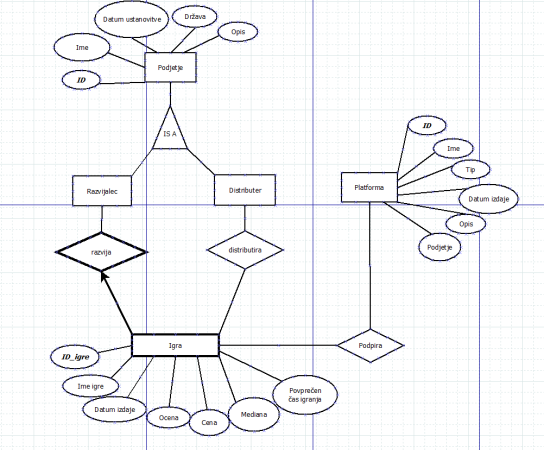 Datum ustanovitve
Država
Opis
Ime
ID
Podjetje
IS A
Razvijalec
Distributer
Platforma
ID
Ime
Tip
Datum izdaje
Opis
Podjetje
razvija
distributira
Igra
Podpira
ID_igre
Ime igre
Datum izdaje
Ocena
Cena
Mediana
Povprečen
čas igranja